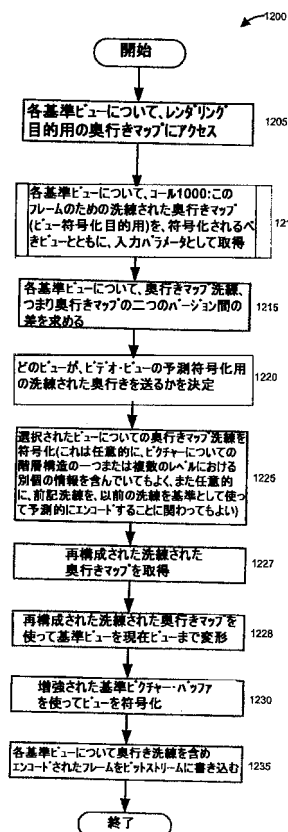 1200
開始
各基準ビューについて、レンダリング
目的用の奥行きマップにアクセス
1205
各基準ビューについて、コール1000:この
フレームのための洗練された奥行きマップ
(ビュー符号化目的用)を、符号化されるべ
きビューとともに、入力パラメータとして取得
121
各基準ビューについて、奥行きマップ洗練、
つまり奥行きマップの二つのバージョン間の
差を求める
1215
どのビューが、ビデオ・ビューの予測符号化用
の洗練された奥行きを送るかを決定
1220
選択されたビューについての奥行きマップ洗練を
符号化(これは任意的に、ピクチャーについての
階層構造の一つまたは複数のレベルにおける
別個の情報を含んでいてもよく、また任意的
に、前記洗練を、以前の洗練を基準として使っ
て予測的にエンコードすることに関わってもよい)
1225
再構成された洗練された
奥行きマップを取得
1227
再構成された洗練された奥行きマップを
使って基準ビューを現在ビューまで変形
1228
増強された基準ピクチャー・バッファ
を使ってビューを符号化
1230
各基準ビューについて奥行き洗練を含め
エンコードされたフレームをビットストリームに書き込む
1235
終了